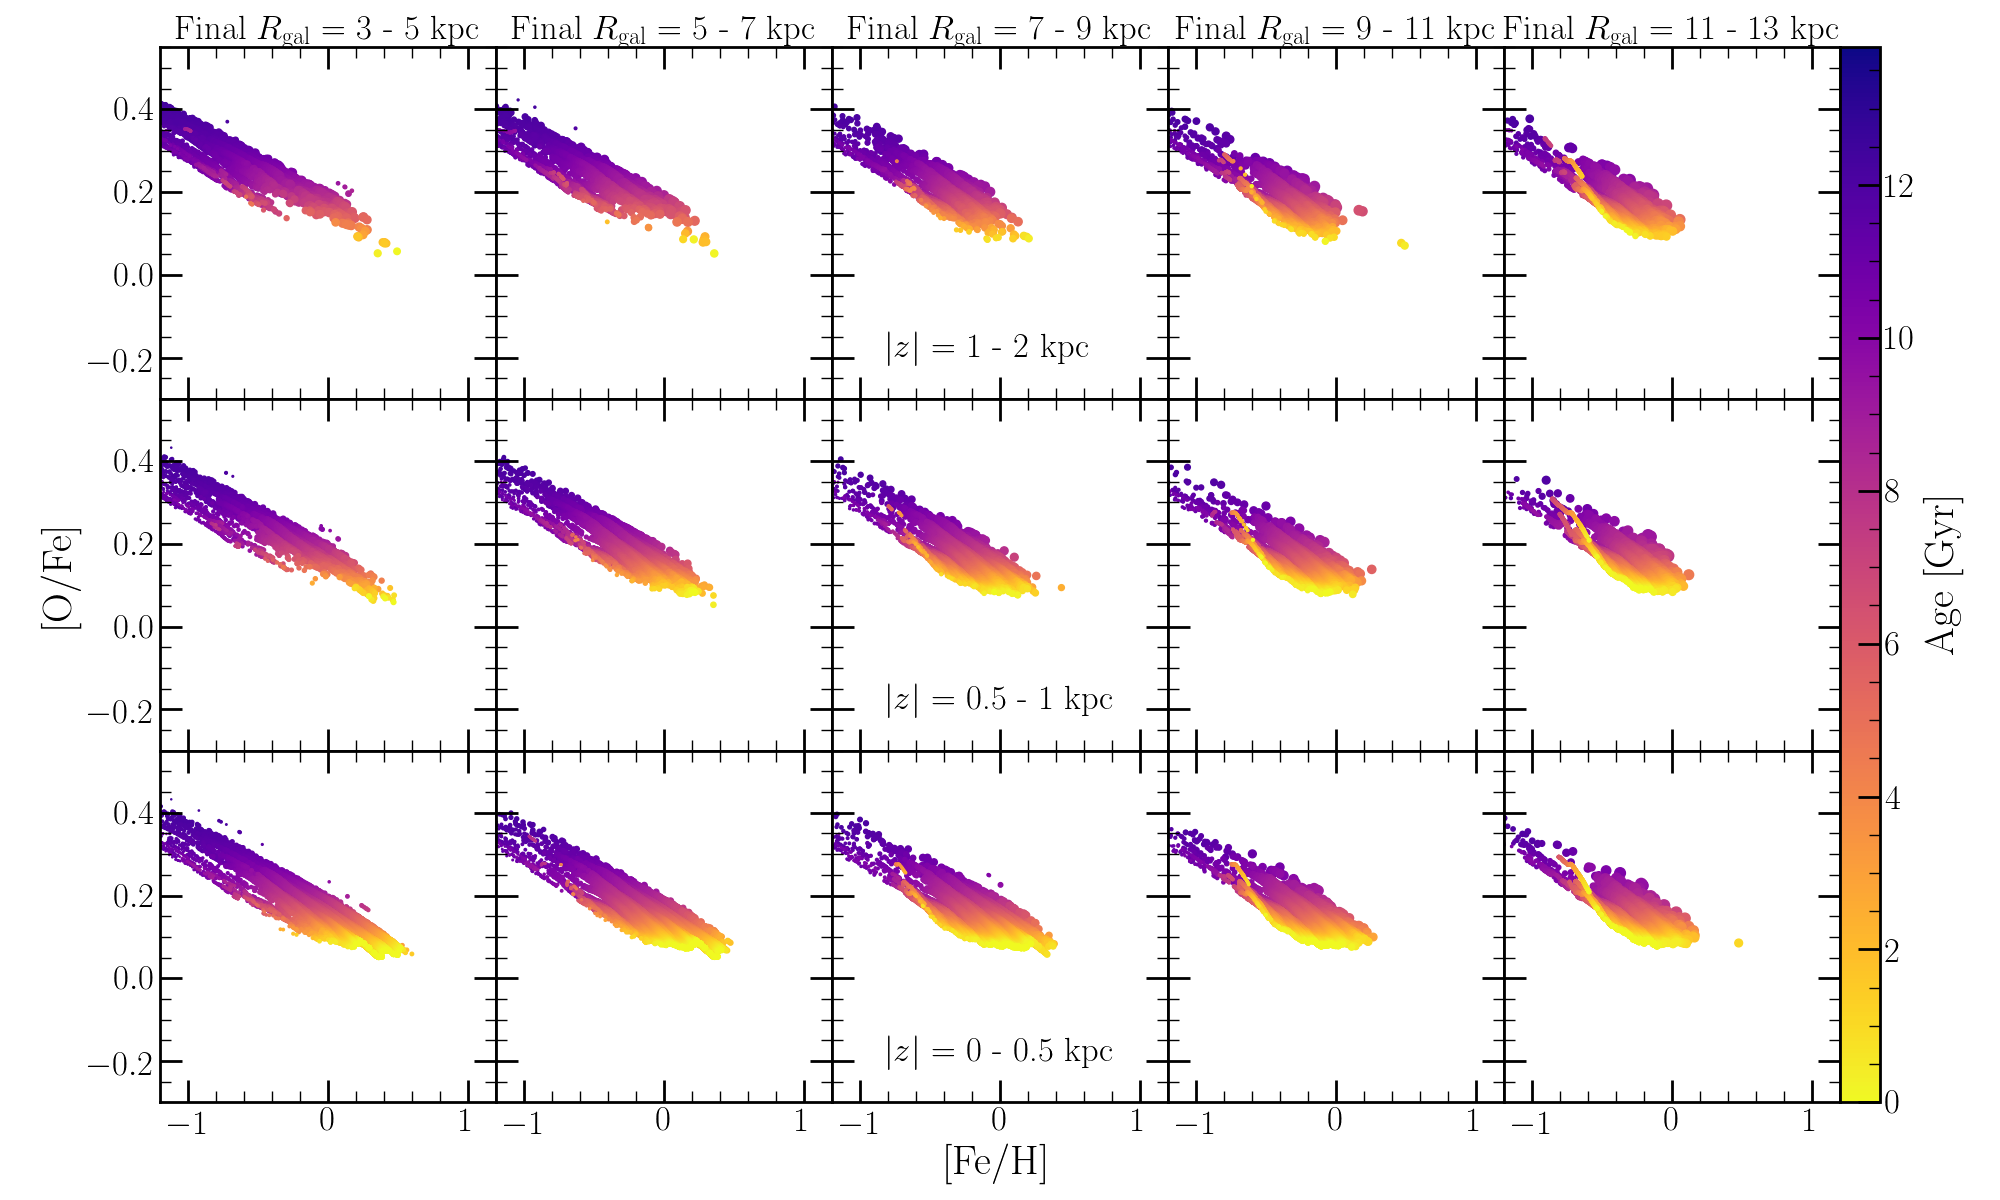 Final R_gal = 3 - 5 kpc
Final R_gal = 5 - 7 kpc
Final R_gal = 7 - 9 kpc
Final R_gal = 9 - 11 kpc
Final R_gal = 11 - 13 kpc
0.4
0.2
0.0
−0.2
|z| = 1 - 2 kpc
0.4
0.2
0.0
−0.2
|z| = 0.5 - 1 kpc
0.4
0.2
0.0
−0.2
|z| = 0 - 0.5 kpc
[O/Fe]
−1 0 1
−1 0 1
−1 0 1
−1 0 1
−1 0 1
[Fe/H]
12
10
8
6
4
2
0
Age [Gyr]